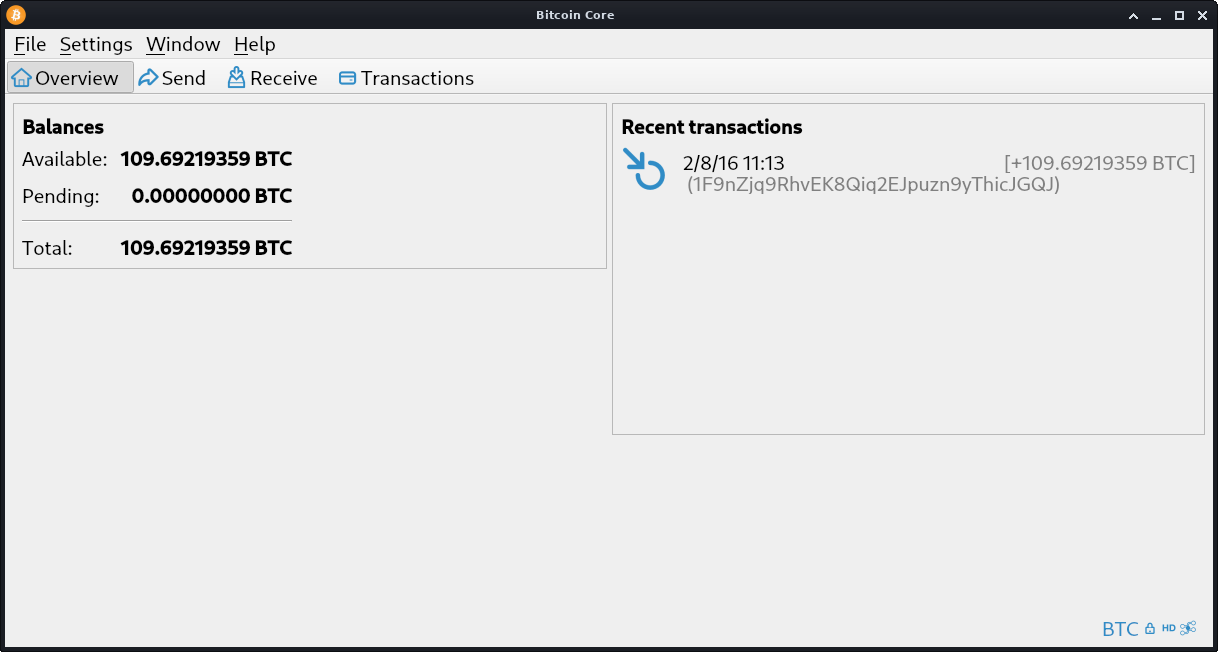 Bitcoin Core
File Settings Window Help
Overview Send Receive Transactions
Balances
Available: 109.69219359 BTC
Pending: 0.00000000 BTC
Total: 109.69219359 BTC
Recent transactions
2/8/16 11:13 [+109.69219359 BTC]
(1F9nZjq9RhvEK8Qiq2EJpuzn9yThicJGQJ)
BTC HD